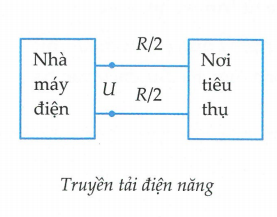 Nhà
máy
điện
R/2
U
R/2
Nơi
tiêu
thụ
Truyền tải điện năng